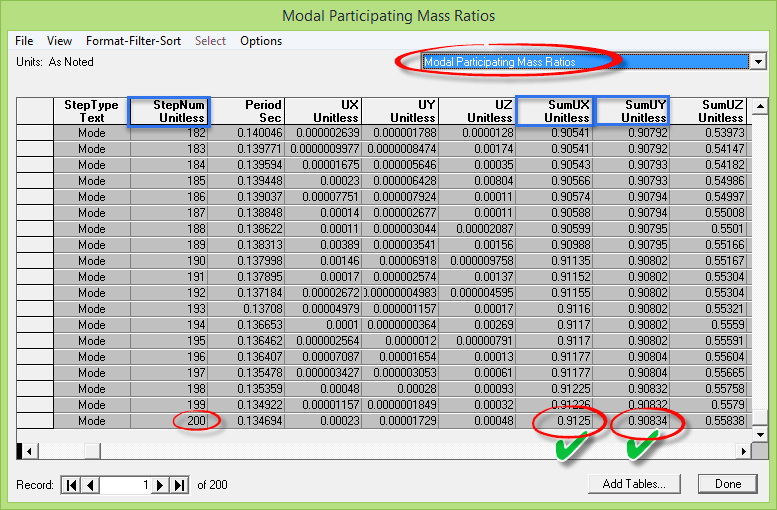 Modal Participating Mass Ratios
File View Format-Filter-Sort Select Options
Units: As Noted
Modal Participating Mass Ratios
StepType StepNum Period UX UY UZ SumUX SumUY SumUZ
Text Unitless Sec Unitless Unitless Unitless Unitless Unitless Unitless
Mode 182 0.140046 0.000002639 0.000001788 0.0000128 0.90541 0.90792 0.53973
Mode 183 0.139771 0.0000009977 0.000008474 0.00174 0.90541 0.90792 0.54147
Mode 184 0.139594 0.00001675 0.000005646 0.00035 0.90543 0.90793 0.54182
Mode 185 0.139448 0.00023 0.000006428 0.00804 0.90566 0.90793 0.54986
Mode 186 0.139037 0.00007751 0.000007924 0.00011 0.90574 0.90794 0.54997
Mode 187 0.138848 0.00014 0.000002677 0.00011 0.90588 0.90794 0.55008
Mode 188 0.138622 0.00011 0.000003044 0.00002087 0.90599 0.90795 0.5501
Mode 189 0.138313 0.00389 0.000003541 0.00156 0.90988 0.90795 0.55166
Mode 190 0.137998 0.00146 0.00006918 0.000009758 0.91135 0.90802 0.55167
Mode 191 0.137895 0.00017 0.000002574 0.00137 0.91152 0.90802 0.55304
Mode 192 0.137184 0.00002672 0.00000004983 0.000004595 0.91155 0.90802 0.55304
Mode 193 0.13708 0.00004979 0.000001157 0.00017 0.9116 0.90802 0.55321
Mode 194 0.136653 0.0001 0.0000000364 0.00269 0.9117 0.90802 0.5559
Mode 195 0.136462 0.000002564 0.0000012 0.00000791 0.9117 0.90802 0.55591
Mode 196 0.136407 0.00007087 0.00001654 0.00013 0.91177 0.90804 0.55604
Mode 197 0.135478 0.000003427 0.000003053 0.00061 0.91177 0.90804 0.55665
Mode 198 0.135359 0.00048 0.00028 0.00093 0.91225 0.90832 0.55758
Mode 199 0.134922 0.00001157 0.0000001849 0.00032 0.91226 0.90832 0.5579
Mode 200 0.134694 0.00023 0.00001729 0.00048 0.9125 0.90834 0.55838
Record: 1 of 200 Add Tables... Done